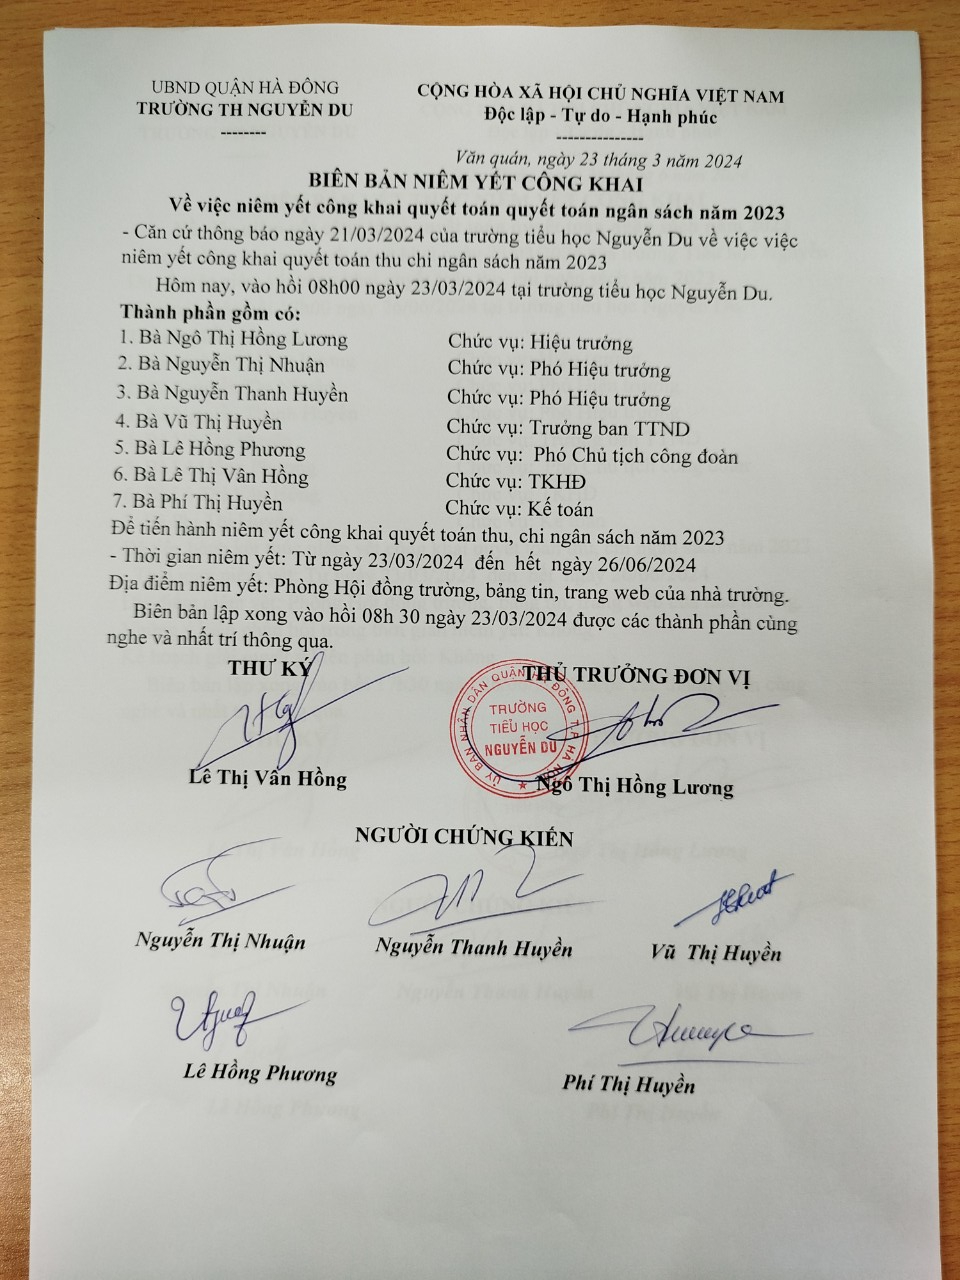 UBND QUẬN HÀ ĐÔNG
TRƯỜNG TH NGUYỄN DU
--------
CỘNG HÒA XÃ HỘI CHỦ NGHĨA VIỆT NAM
Độc lập - Tự do - Hạnh phúc
---------------
Văn quán, ngày 23 tháng 3 năm 2024
BIÊN BẢN NIÊM YẾT CÔNG KHAI
Về việc niêm yết công khai quyết toán quyết toán ngân sách năm 2023
- Căn cứ thông báo ngày 21/03/2024 của trường tiểu học Nguyễn Du về việc việc
niêm yết công khai quyết toán thu chi ngân sách năm 2023
Hôm nay, vào hồi 08h00 ngày 23/03/2024 tại trường tiểu học Nguyễn Du.
Thành phần gồm có:
1. Bà Ngô Thị Hồng Lương Chức vụ: Hiệu trưởng
2. Bà Nguyễn Thị Nhuận Chức vụ: Phó Hiệu trưởng
3. Bà Nguyễn Thanh Huyền Chức vụ: Phó Hiệu trưởng
4. Bà Vũ Thị Huyền Chức vụ: Trưởng ban TTND
5. Bà Lê Hồng Phương Chức vụ: Phó Chủ tịch công đoàn
6. Bà Lê Thị Vân Hồng Chức vụ: TKHĐ
7. Bà Phí Thị Huyền Chức vụ: Kế toán
Để tiến hành niêm yết công khai quyết toán thu, chi ngân sách năm 2023
- Thời gian niêm yết: Từ ngày 23/03/2024 đến hết ngày 26/06/2024
Địa điểm niêm yết: Phòng Hội đồng trường, bảng tin, trang web của nhà trường.
Biên bản lập xong vào hồi 08h 30 ngày 23/03/2024 được các thành phần cùng
nghe và nhất trí thông qua.
THƯ KÝ
THỦ TRƯỞNG ĐƠN VỊ
ỦY BAN NHÂN DÂN QUẬN HÀ ĐÔNG T.P HÀ NỘI
TRƯỜNG
TIỂU HỌC
NGUYỄN DU
Lê Thị Vân Hồng
Ngô Thị Hồng Lương
NGƯỜI CHỨNG KIẾN
Nguyễn Thị Nhuận
Nguyễn Thanh Huyền
Vũ Thị Huyền
Lê Hồng Phương
Phí Thị Huyền